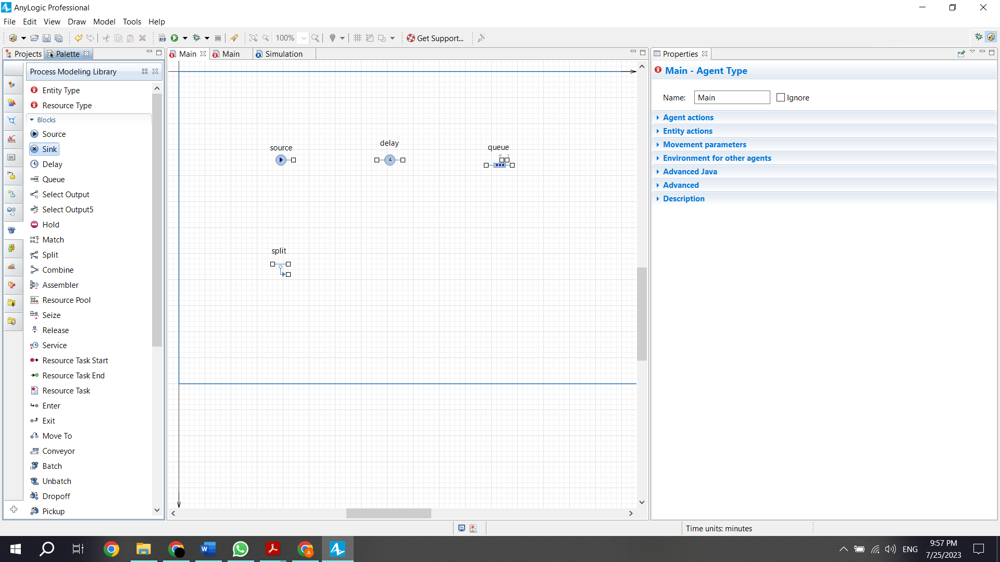 AnyLogic Professional
File Edit View Draw Model Tools Help
100% Get Support...
Projects Palette Main Main Simulation Properties
Process Modeling Library
Entity Type
Resource Type
Blocks
Source
Sink
Delay
Queue
Select Output
Select Output5
Hold
Match
Split
Combine
Assembler
Resource Pool
Seize
Release
Service
Resource Task Start
Resource Task End
Resource Task
Enter
Exit
Move To
Conveyor
Batch
Unbatch
Dropoff
Pickup
source
delay
queue
split
Main - Agent Type
Name: Main Ignore
Agent actions
Entity actions
Movement parameters
Environment for other agents
Advanced Java
Advanced
Description
Time units: minutes
ENG
9:57 PM
7/25/2023